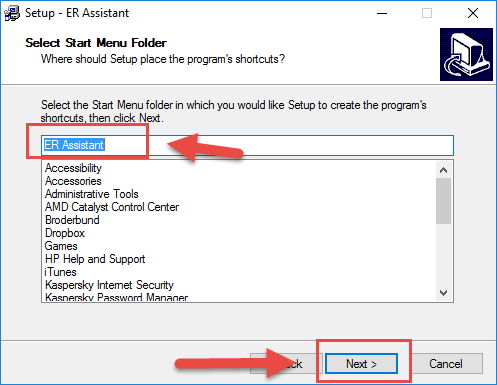 Setup - ER Assistant
Select Start Menu Folder
Where should Setup place the program's shortcuts?
Select the Start Menu folder in which you would like Setup to create the program's
shortcuts, then click Next.
ER Assistant
Accessibility
Accessories
Administrative Tools
AMD Catalyst Control Center
Broderbund
Dropbox
Games
HP Help and Support
iTunes
Kaspersky Internet Security
Kaspersky Password Manager
Next >
Cancel